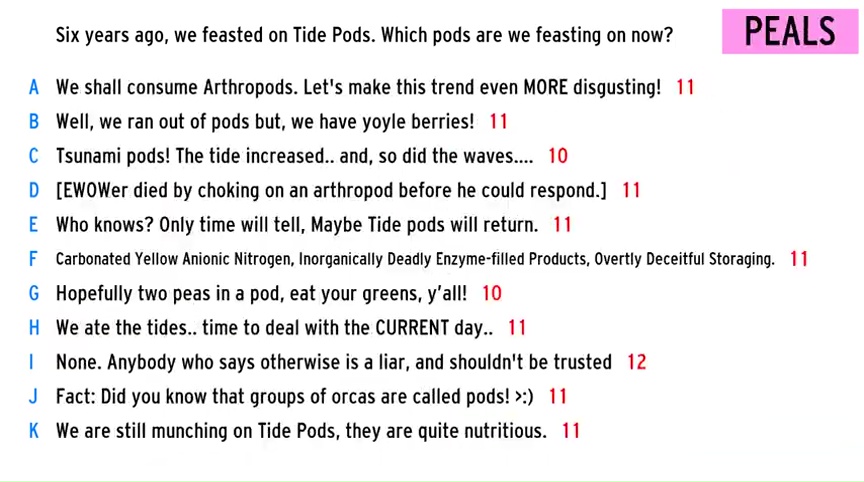 Six years ago, we feasted on Tide Pods. Which pods are we feasting on now?
PEALS
A We shall consume Arthropods. Let's make this trend even MORE disgusting! 11
B Well, we ran out of pods but, we have yoyle berries! 11
C Tsunami pods! The tide increased.. and, so did the waves.... 10
D [EWOWer died by choking on an arthropod before he could respond.] 11
E Who knows? Only time will tell, Maybe Tide pods will return. 11
F Carbonated Yellow Anionic Nitrogen, Inorganically Deadly Enzyme-filled Products, Overtly Deceitful Storaging. 11
G Hopefully two peas in a pod, eat your greens, y’all! 10
H We ate the tides.. time to deal with the CURRENT day.. 11
I None. Anybody who says otherwise is a liar, and shouldn't be trusted 12
J Fact: Did you know that groups of orcas are called pods! >:) 11
K We are still munching on Tide Pods, they are quite nutritious. 11